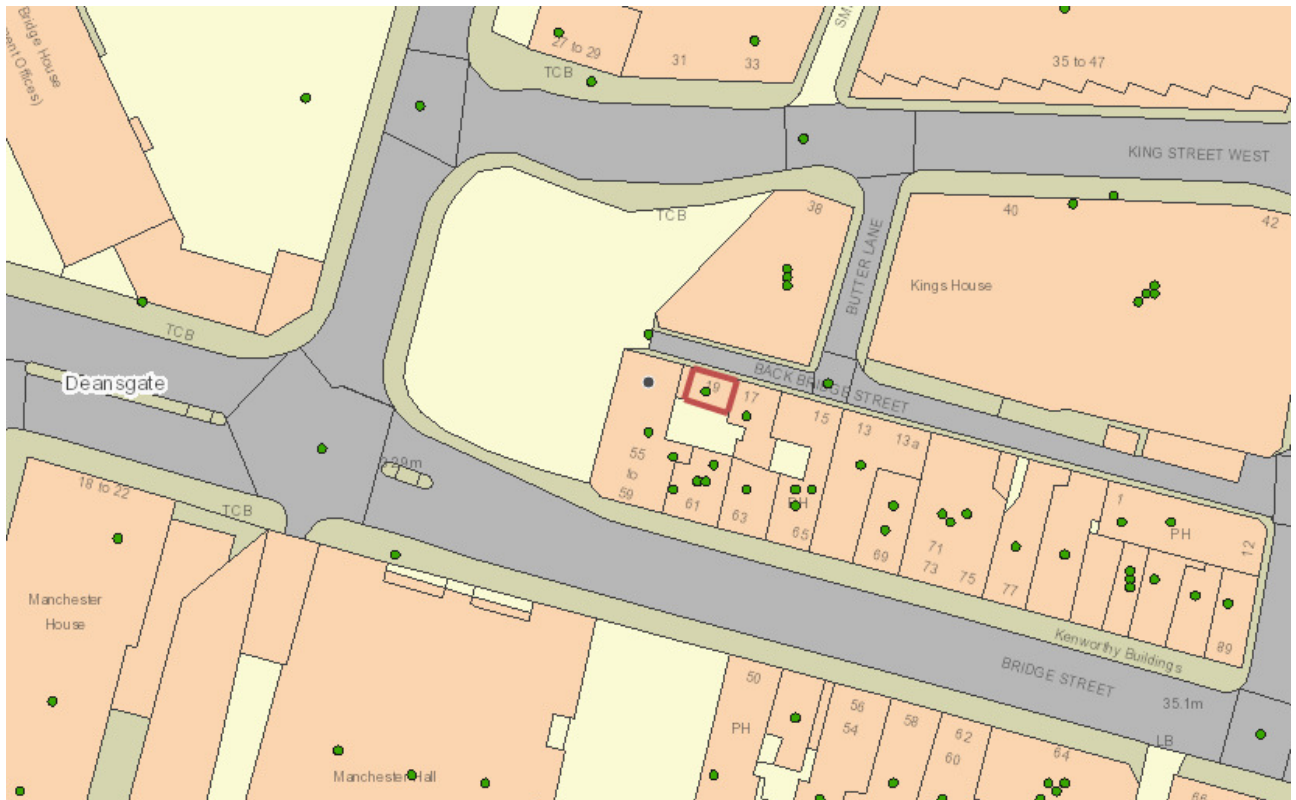 Bridge House
ent Offices)
27 to 29
TCB
31
33
SM
35 to 47
KING STREET WEST
TCB
38
40
42
BUTTER LANE
Kings House
TCB
Deansgate
BACK BRIDGE STREET
19
17
15
13
13a
18 to 22
TCB
55
to
59
61
63
PH
65
69
71
73
75
77
1
PH
12
89
Kenworthy Buildings
BRIDGE STREET
35.1m
LB
Manchester
House
Manchester Hall
50
PH
56
54
58
62
60
64
66